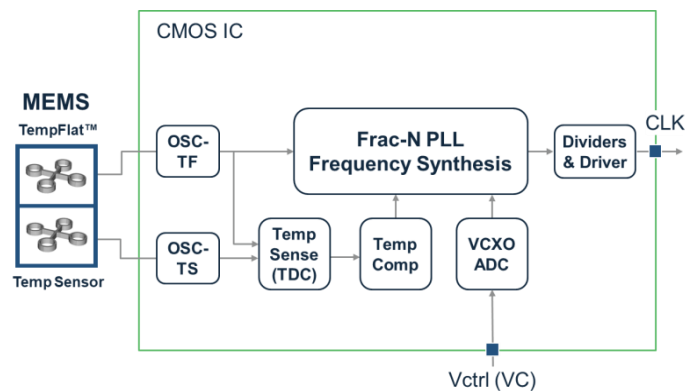 CMOS IC
MEMS
TempFlat™
OSC-
TF
Frac-N PLL
Frequency Synthesis
Dividers
& Driver
CLK
OSC-
TS
Temp
Sense
(TDC)
Temp
Comp
VCXO
ADC
Temp Sensor
Vctrl (VC)